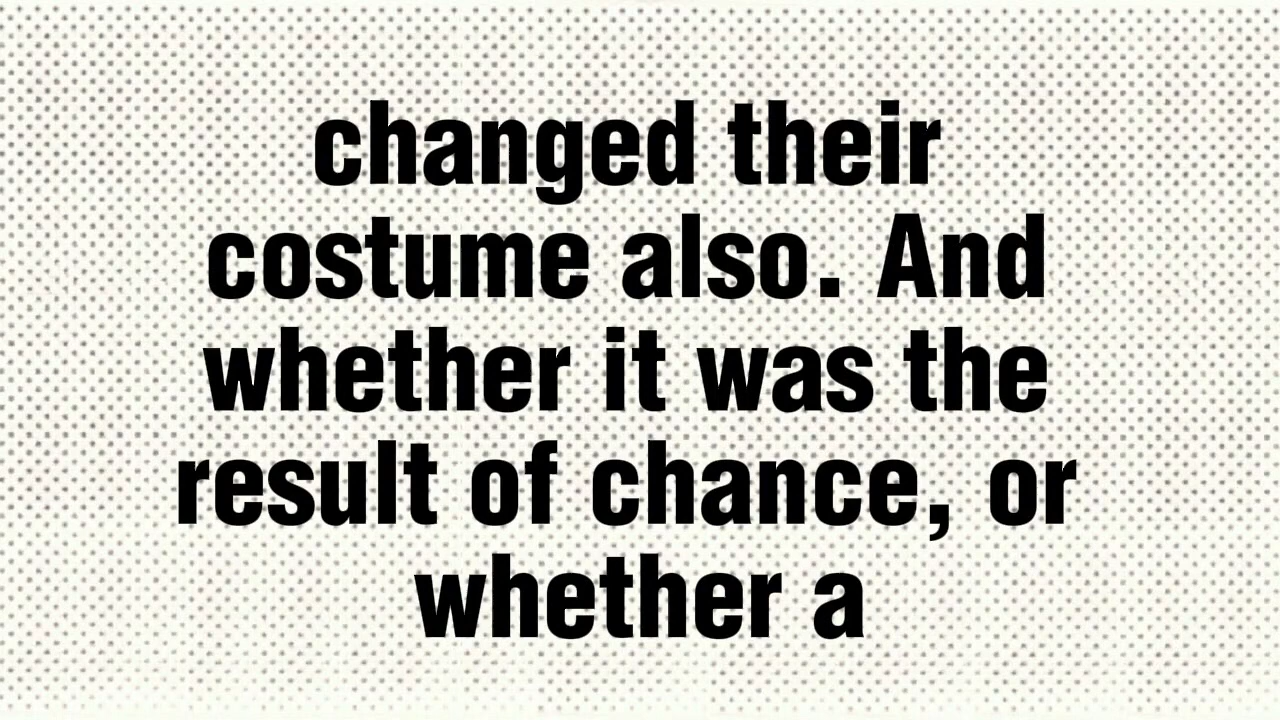 changed their
costume also. And
whether it was the
result of chance, or
whether a